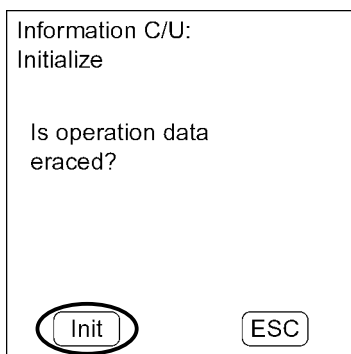 Information C/U:
Initialize
Is operation data
eraced?
Init ESC